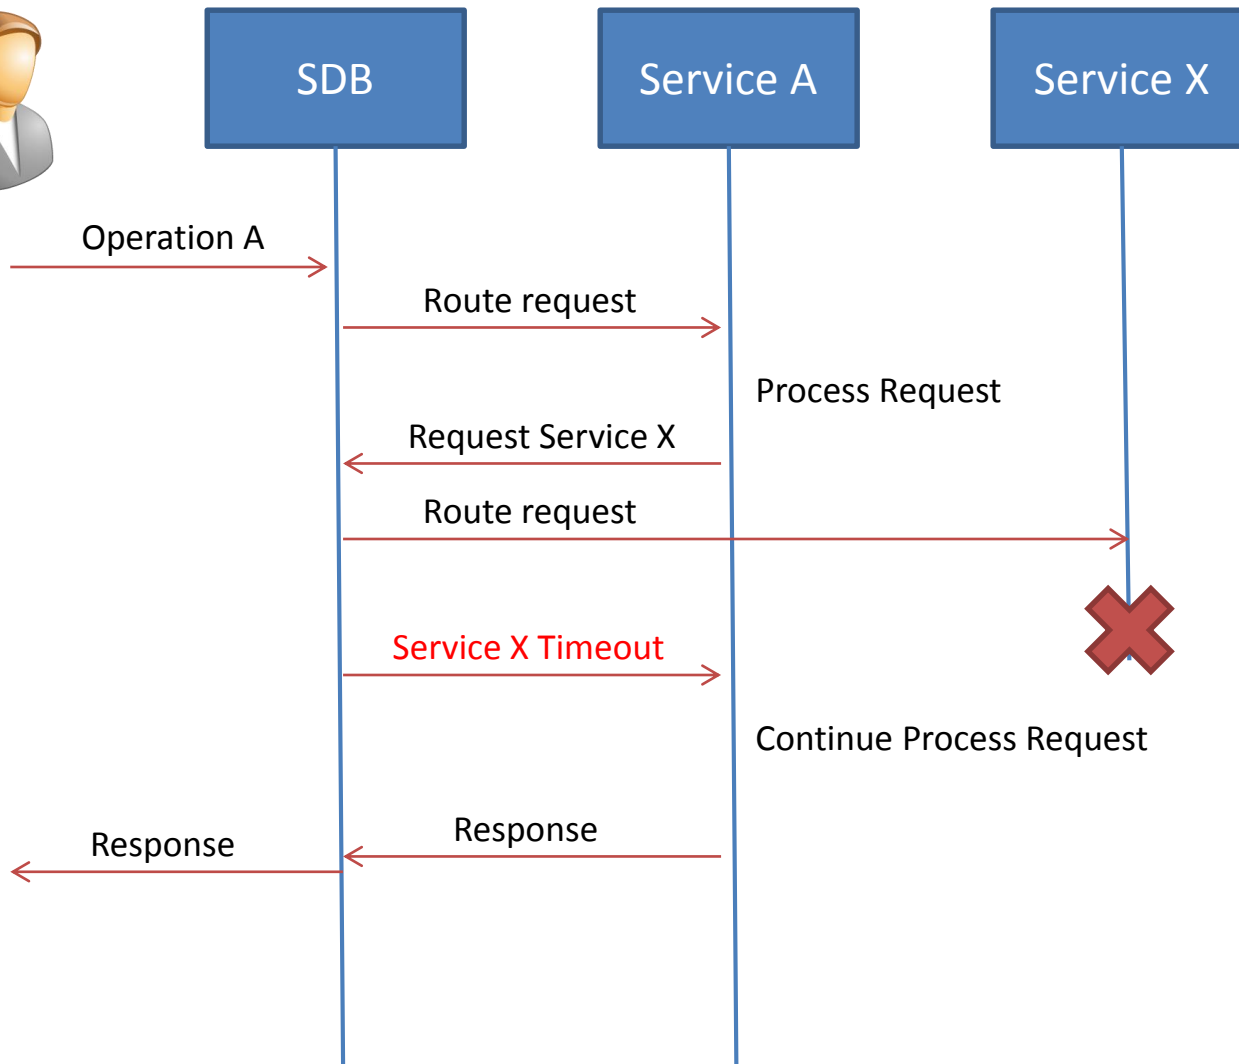 SDB
Service A
Service X
Operation A
Route request
Process Request
Request Service X
Route request
Service X Timeout
Continue Process Request
Response
Response